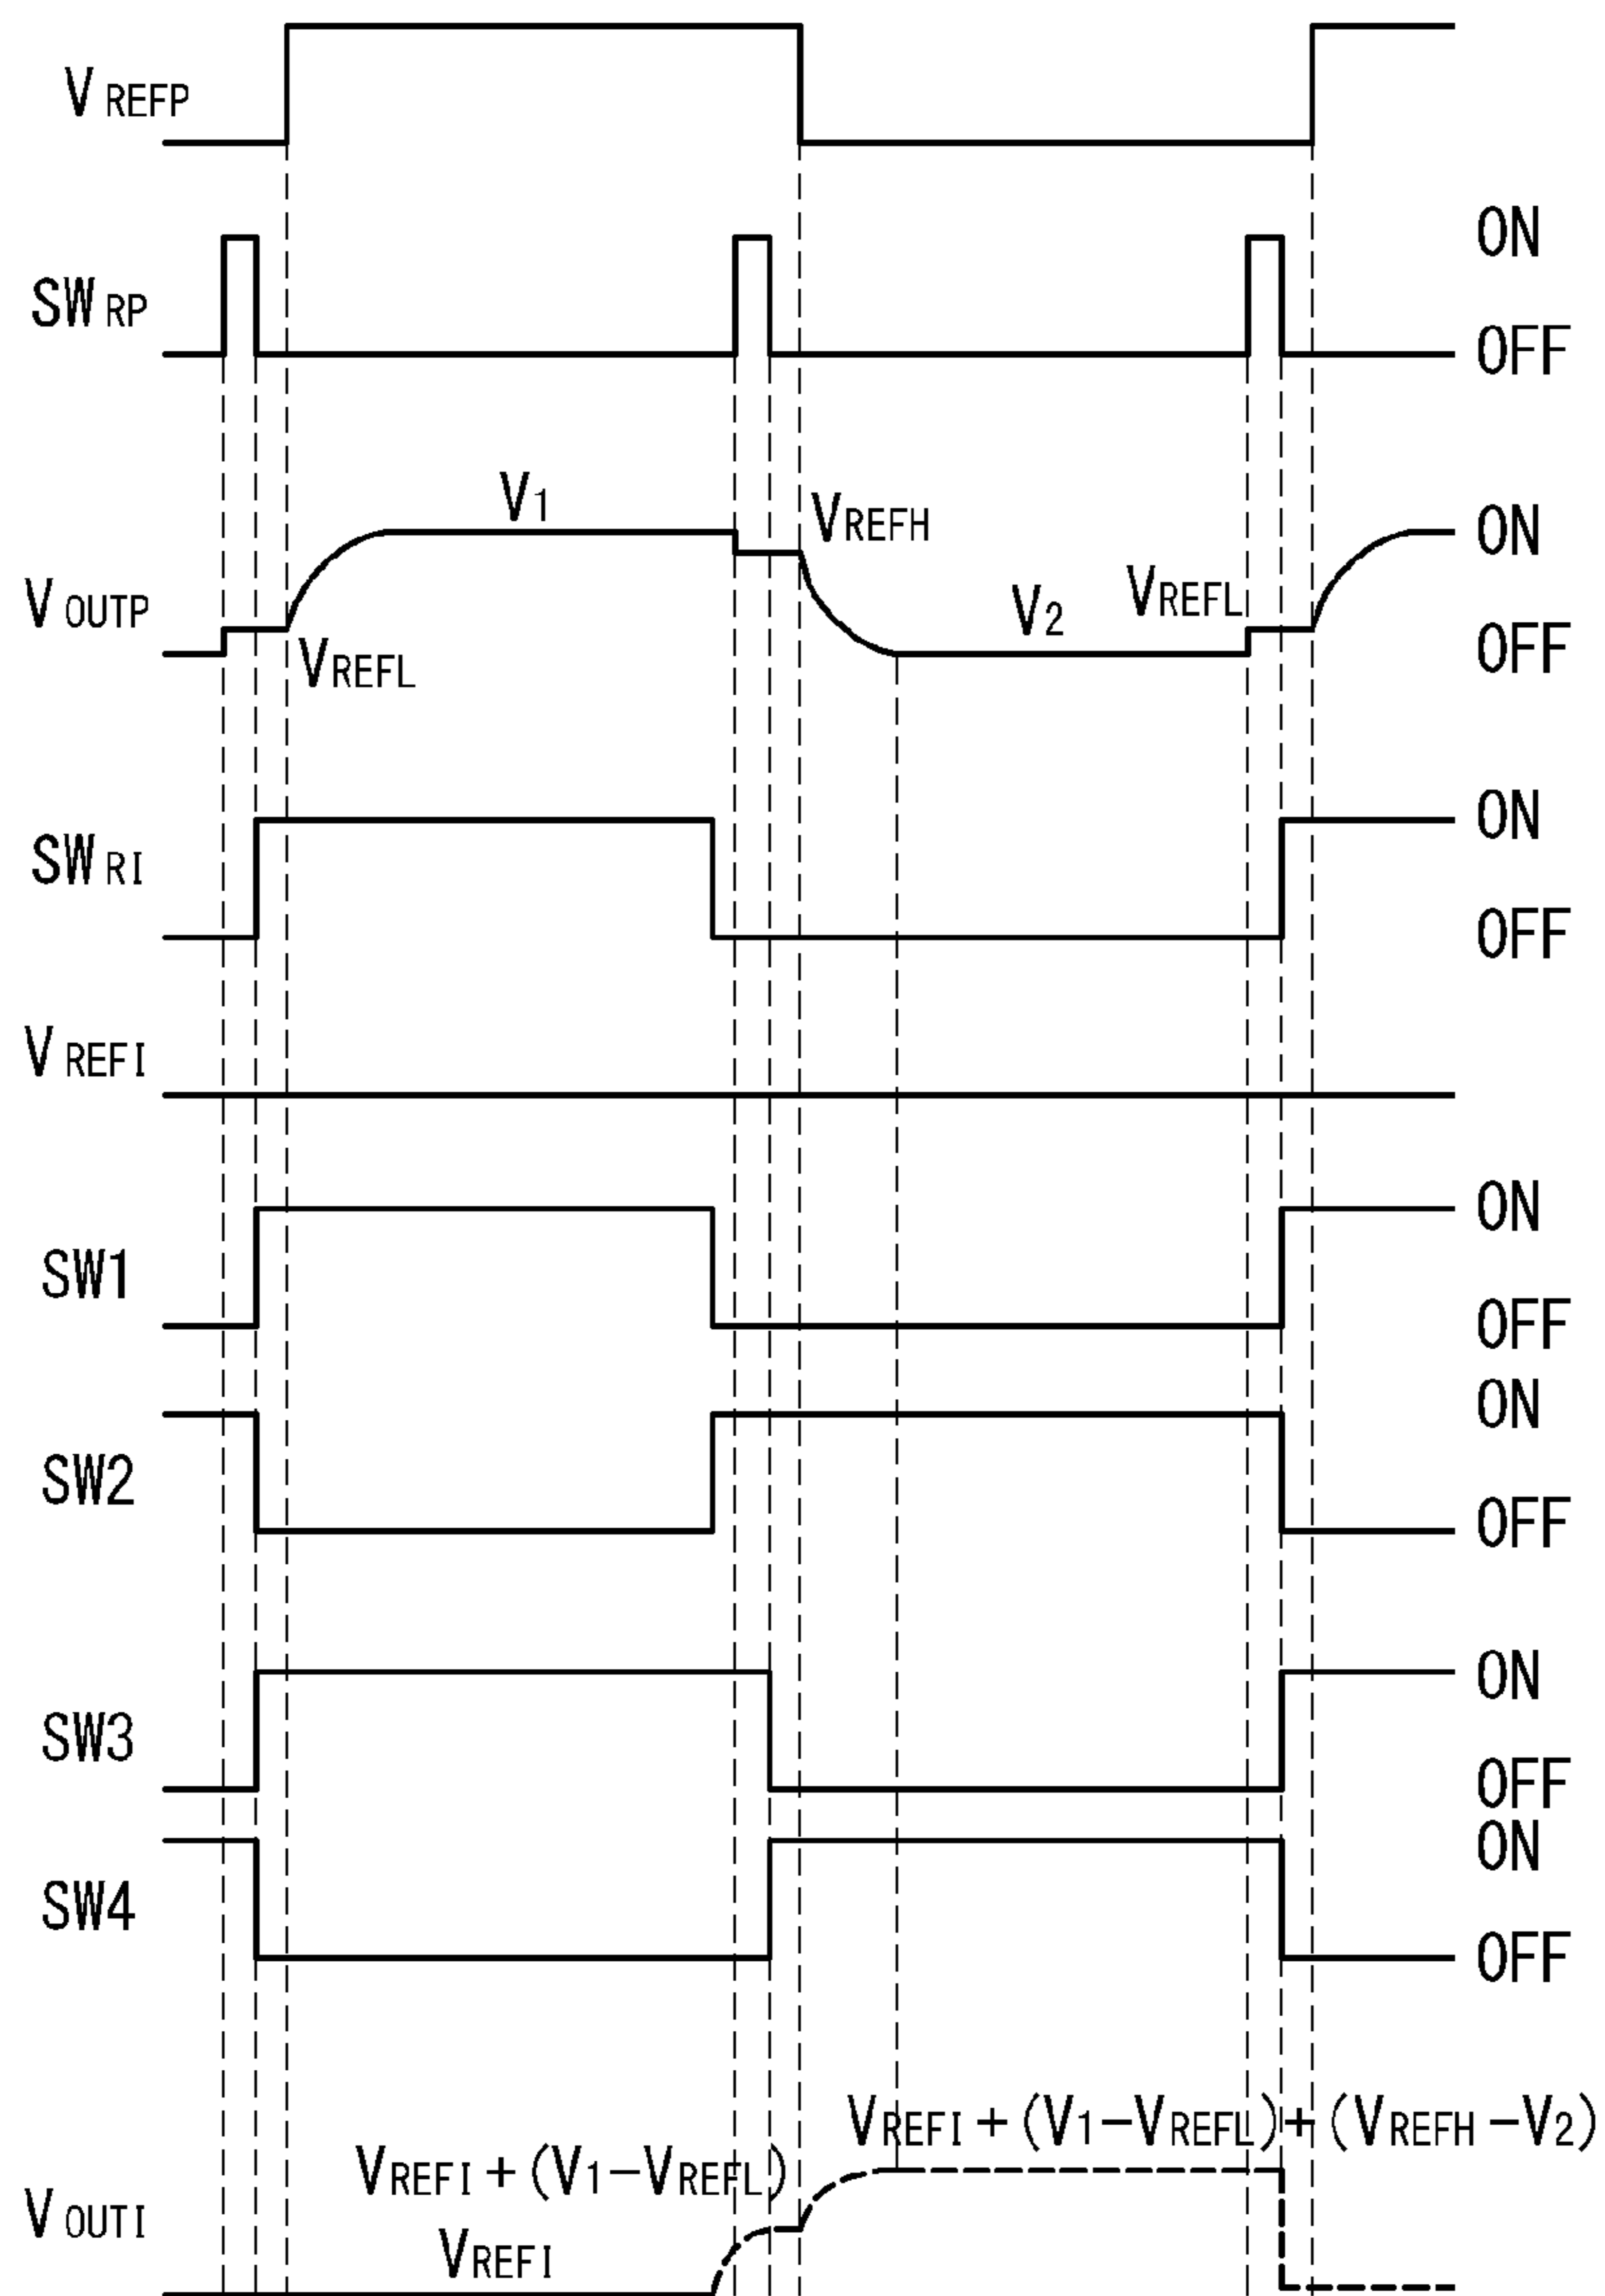 VREFP
ON
SWRP
OFF
V1
VREFH
ON
VOUTP
V2
VREFL
OFF
VREFL
ON
SWRI
OFF
VREFI
ON
SW1
OFF
ON
SW2
OFF
ON
SW3
OFF
ON
SW4
OFF
VREFI + (V1-VREFL)+ (VREFH -V2)
VREFI + (V1-VREFL)
VOUTI
VREFI